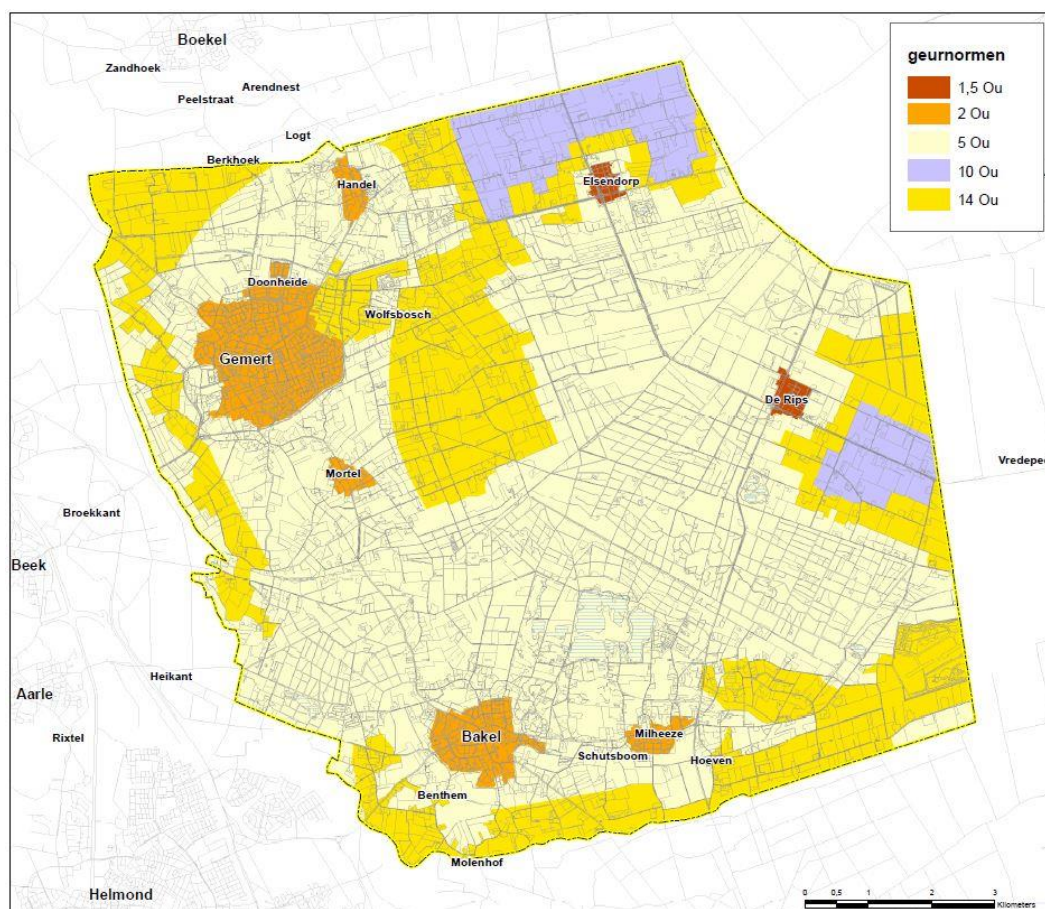 Boekel
Zandhoek
Arendnest
Peelstraat
Logt
Berkhoek
Handel
Elsendorp
Doonheide
Wolfsbosch
Gemert
De Rips
Mortel
Vredepee
Broekkant
Beek
Heikant
Aarle
Rixtel
Bakel
Milheeze
Schutsboom
Hoeven
Benthem
Molenhof
Helmond
geurnormen
1,5 Ou
2 Ou
5 Ou
10 Ou
14 Ou
0 0,5 1 2 3
Kilometers